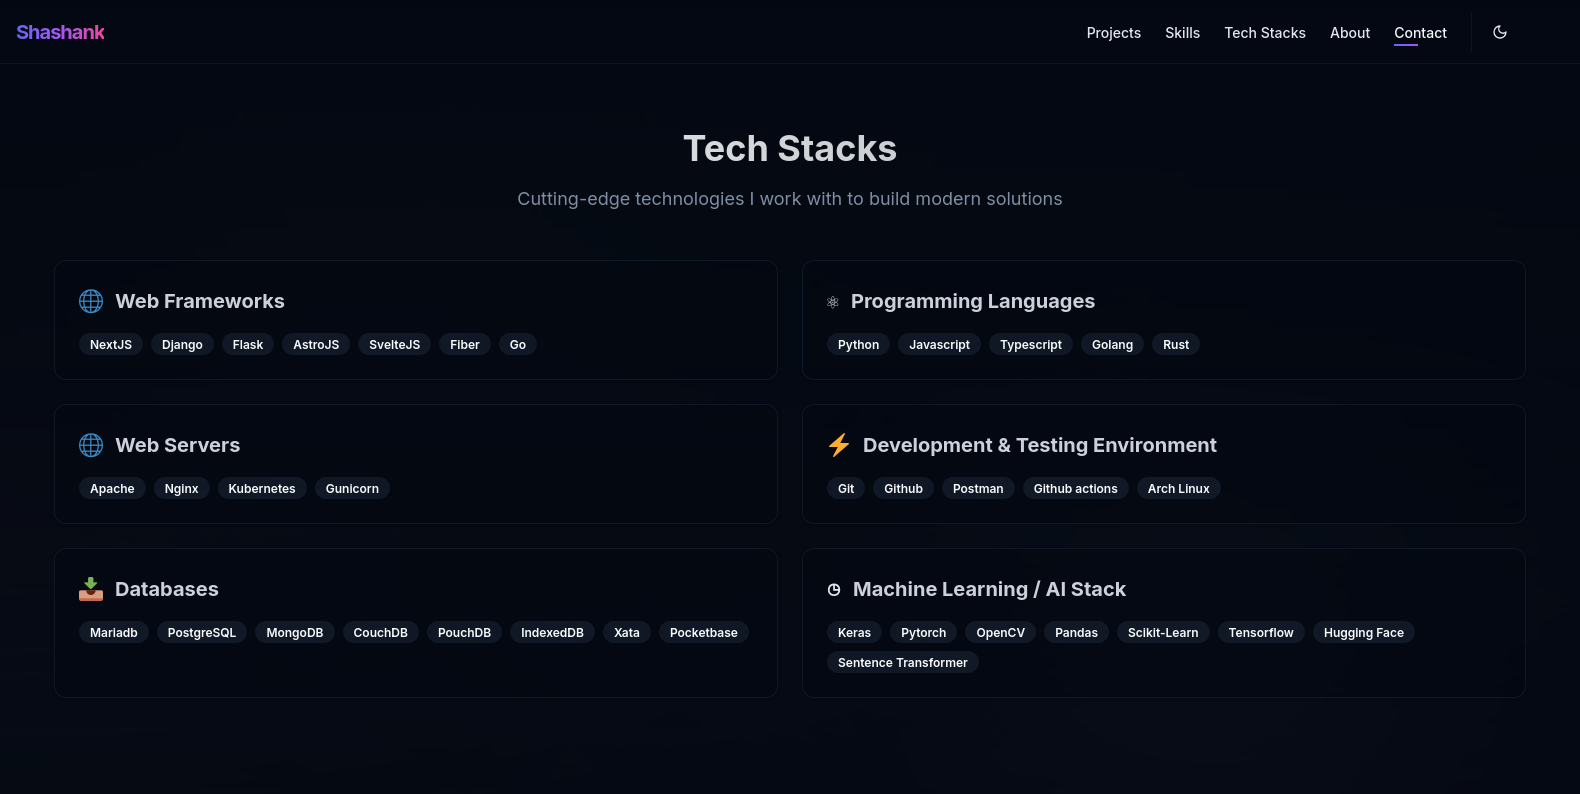 Shashank
Projects Skills Tech Stacks About Contact
Tech Stacks
Cutting-edge technologies I work with to build modern solutions
Web Frameworks
NextJS Django Flask AstroJS SvelteJS Fiber Go
Programming Languages
Python Javascript Typescript Golang Rust
Web Servers
Apache Nginx Kubernetes Gunicorn
Development & Testing Environment
Git Github Postman Github actions Arch Linux
Databases
Mariadb PostgreSQL MongoDB CouchDB PouchDB IndexedDB Xata Pocketbase
Machine Learning / AI Stack
Keras Pytorch OpenCV Pandas Scikit-Learn Tensorflow Hugging Face
Sentence Transformer